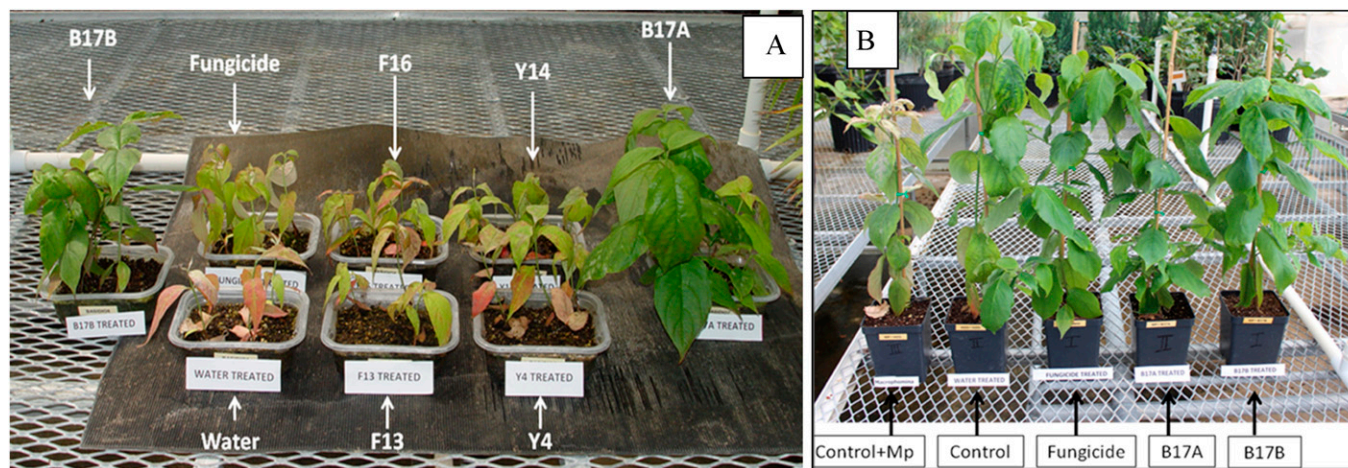 A
B17B
Fungicide
F16
Y14
B17A
B17B TREATED
WATER TREATED
F13 TREATED
Y4 TREATED
Water
F13
Y4
B
Macrophomina
WATER TREATED
FUNGICIDE TREATED
B17A TREATED
B17B TREATED
Control+Mp
Control
Fungicide
B17A
B17B